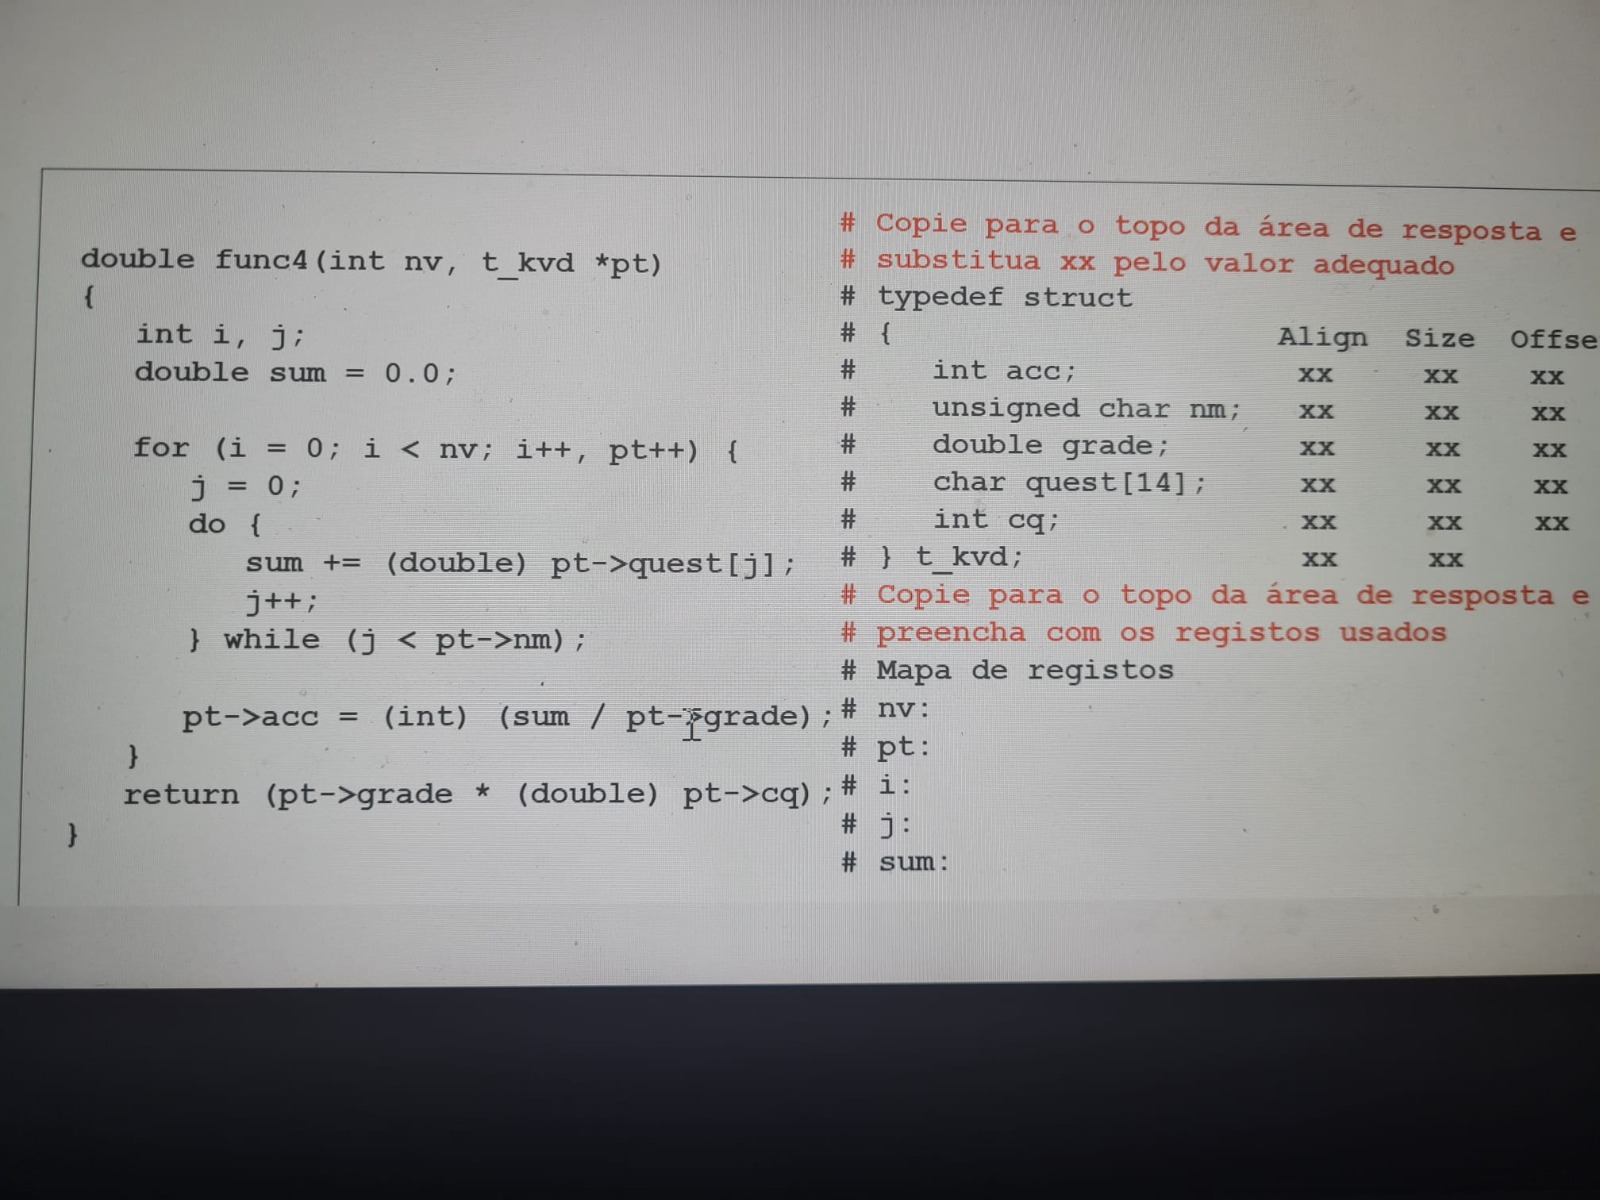 double func4(int nv, t_kvd *pt)
{
int i, j;
double sum = 0.0;
for (i = 0; i < nv; i++, pt++) {
j = 0;
do {
sum += (double) pt->quest[j];
j++;
} while (j < pt->nm);
pt->acc = (int) (sum / pt->grade);
}
return (pt->grade * (double) pt->cq);
}
# Copie para o topo da área de resposta e
# substitua xx pelo valor adequado
# typedef struct
# { Align Size Offse
# int acc; xx xx xx
# unsigned char nm; xx xx xx
# double grade; xx xx xx
# char quest[14]; xx xx xx
# int cq; xx xx xx
# } t_kvd; xx xx
# Copie para o topo da área de resposta e
# preencha com os registos usados
# Mapa de registos
# nv:
# pt:
# i:
# j:
# sum: